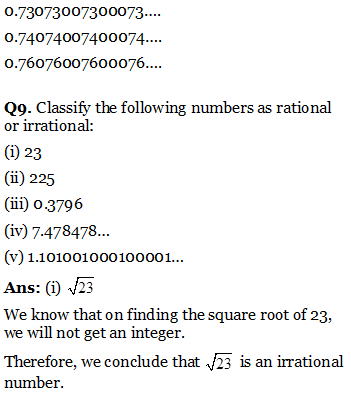 0.73073007300073....
0.74074007400074....
0.76076007600076....
Q9. Classify the following numbers as rational
or irrational:
(i) 23
(ii) 225
(iii) 0.3796
(iv) 7.478478...
(v) 1.101001000100001...
Ans: (i) √23
We know that on finding the square root of 23,
we will not get an integer.
Therefore, we conclude that √23 is an irrational
number.